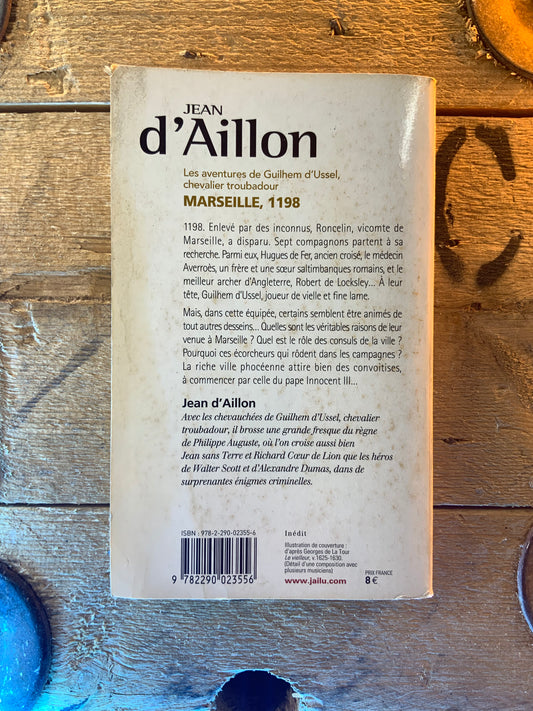 JEAN
d'Aillon
Les aventures de Guilhem d'Ussel,
chevalier troubadour
MARSEILLE, 1198
1198. Enlevé par des inconnus, Roncelin, vicomte de
Marseille, a disparu. Sept compagnons partent à sa
recherche. Parmi eux, Hugues de Fer, ancien croisé, le médecin
Averroès, un frère et une sœur saltimbanques romains, et le
meilleur archer d'Angleterre, Robert de Locksley... À leur
tête, Guilhem d'Ussel, joueur de vielle et fine lame.
Mais, dans cette équipée, certains semblent être animés de
tout autres desseins... Quelles sont les véritables raisons de leur
venue à Marseille ? Quel est le rôle des consuls de la ville ?
Pourquoi ces écorcheurs qui rôdent dans les campagnes ?
La riche ville phocéenne attire bien des convoitises,
à commencer par celle du pape Innocent III...
Jean d'Aillon
Avec les chevauchées de Guilhem d'Ussel, chevalier
troubadour, il brosse une grande fresque du règne
de Philippe Auguste, où l'on croise aussi bien
Jean sans Terre et Richard Cœur de Lion que les héros
de Walter Scott et d'Alexandre Dumas, dans de
surprenantes énigmes criminelles.
ISBN : 978-2-290-02355-6
9 782290 023556
Inédit
Illustration de couverture :
d'après Georges de La Tour
Le vielleur, v.1625-1630.
(Détail d'une composition avec
plusieurs musiciens)
www.jailu.com
PRIX FRANCE
8 €